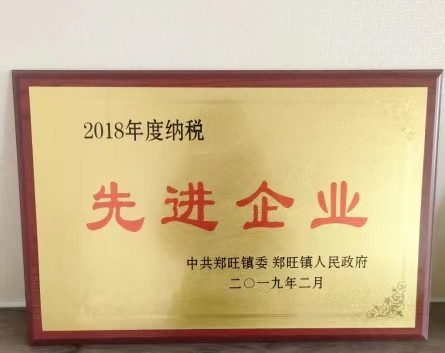 2018年度纳税
先进企业
中共郑旺镇委 郑旺镇人民政府
二〇一九年二月